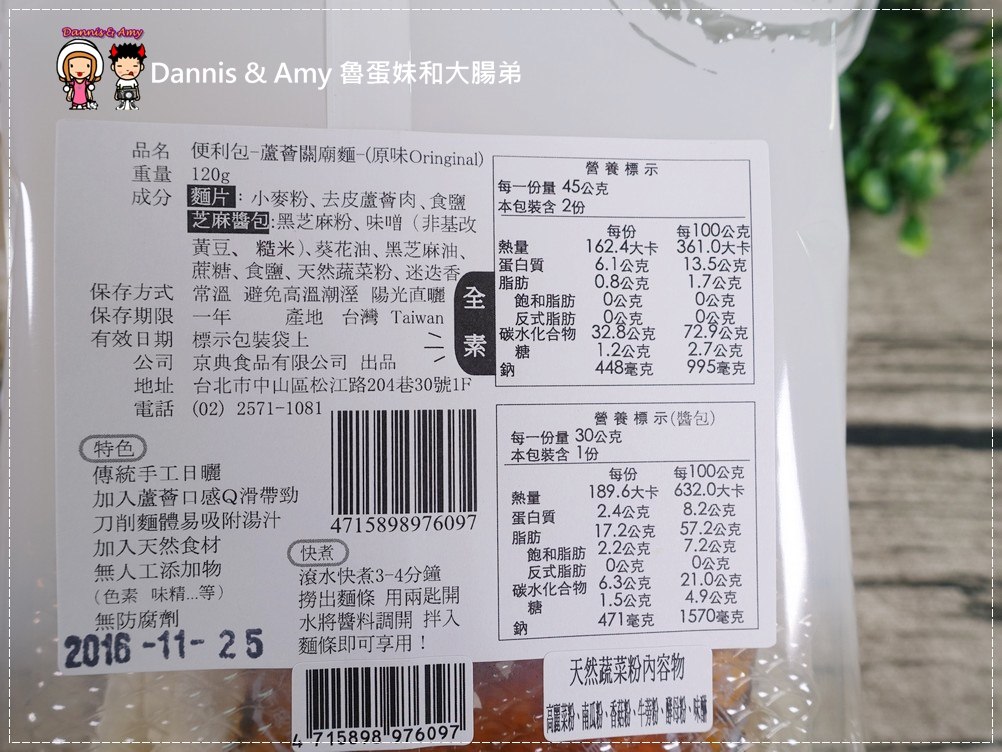 Dannis & Amy
Dannis & Amy 魯蛋妹和大腸弟
品名 便利包-蘆薈關廟麵-(原味Oringinal)
重量 120g
成分 麵片：小麥粉、去皮蘆薈肉、食鹽
芝麻醬包:黑芝麻粉、味噌（非基改
黃豆、糙米)、葵花油、黑芝麻油、
蔗糖、食鹽、天然蔬菜粉、迷迭香
保存方式 常溫 避免高溫潮溼 陽光直曬
保存期限 一年 產地 台灣 Taiwan
有效日期 標示包裝袋上
公司 京典食品有限公司 出品
地址 台北市中山區松江路204巷30號1F
電話 (02) 2571-1081
全素
特色
傳統手工日曬
加入蘆薈口感Q滑帶勁
刀削麵體易吸附湯汁
加入天然食材
無人工添加物
(色素 味精...等)
無防腐劑
2016-11-25
4715898976097
快煮
滾水快煮3-4分鐘
撈出麵條 用兩匙開
水將醬料調開 拌入
麵條即可享用！
4 715898 976097
營養標示
每一份量 45公克
本包裝含 2份
每份 每100公克
熱量 162.4大卡 361.0大卡
蛋白質 6.1公克 13.5公克
脂肪 0.8公克 1.7公克
飽和脂肪 0公克 0公克
反式脂肪 0公克 0公克
碳水化合物 32.8公克 72.9公克
糖 1.2公克 2.7公克
鈉 448毫克 995毫克
營養標示(醬包)
每一份量 30公克
本包裝含 1份
每份 每100公克
熱量 189.6大卡 632.0大卡
蛋白質 2.4公克 8.2公克
脂肪 17.2公克 57.2公克
飽和脂肪 2.2公克 7.2公克
反式脂肪 0公克 0公克
碳水化合物 6.3公克 21.0公克
糖 1.5公克 4.9公克
鈉 471毫克 1570毫克
天然蔬菜粉內容物
高麗菜粉、南瓜粉、香菇粉、牛蒡粉、酵母粉、味醂